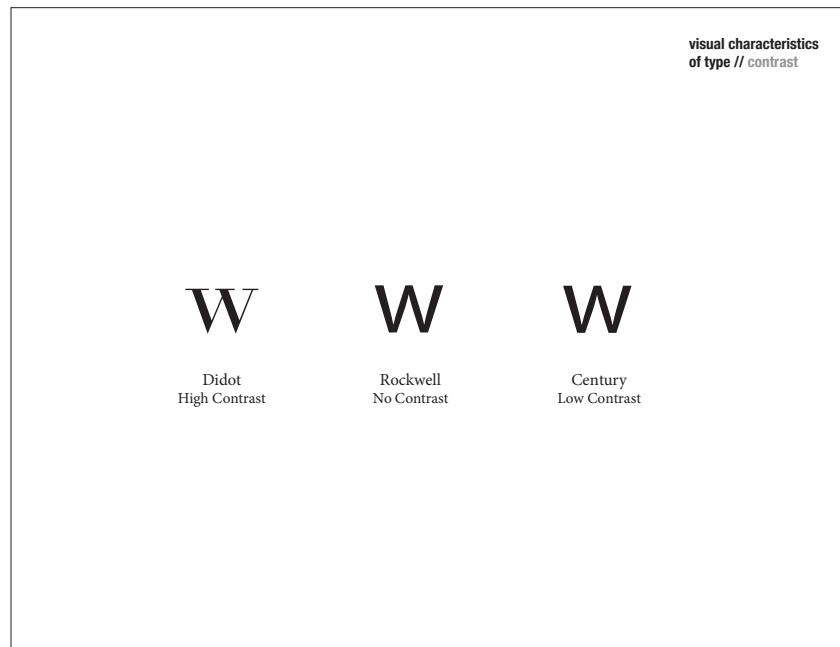 visual characteristics
of type // contrast
w w w
Didot Rockwell Century
High Contrast No Contrast Low Contrast